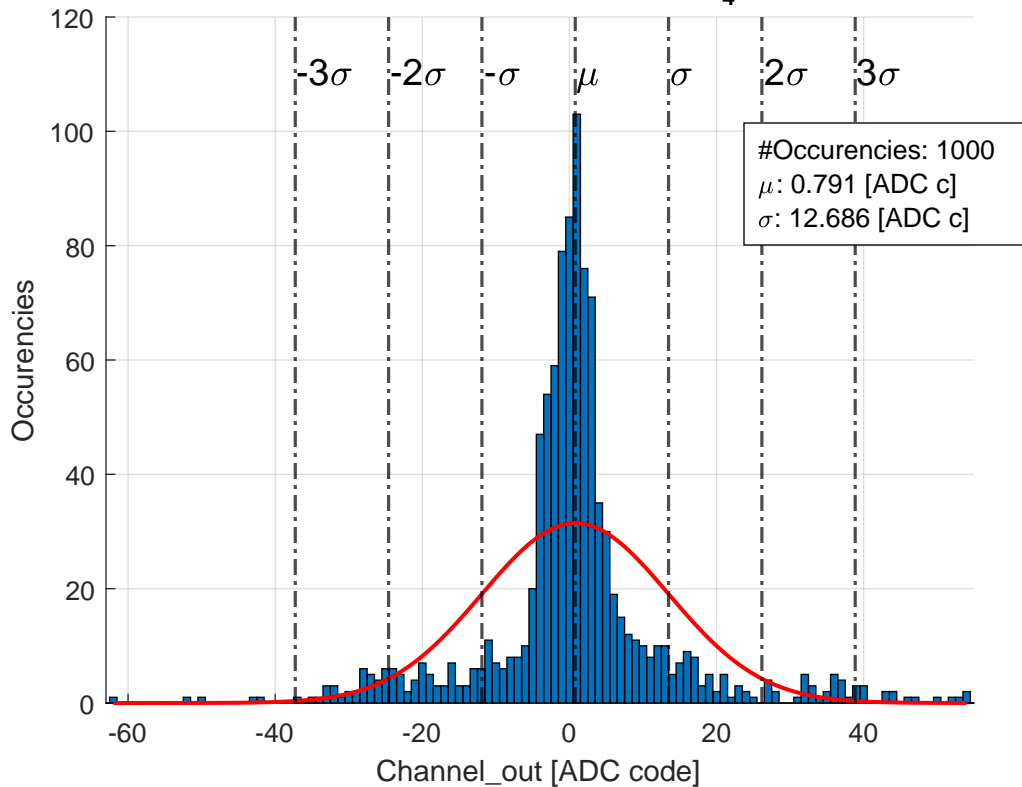 4
120
100
80
60
40
20
0
-3σ
-2σ
-σ
μ
σ
2σ
3σ
#Occurencies: 1000
μ: 0.791 [ADC c]
σ: 12.686 [ADC c]
Occurencies
-60
-40
-20
0
20
40
Channel_out [ADC code]